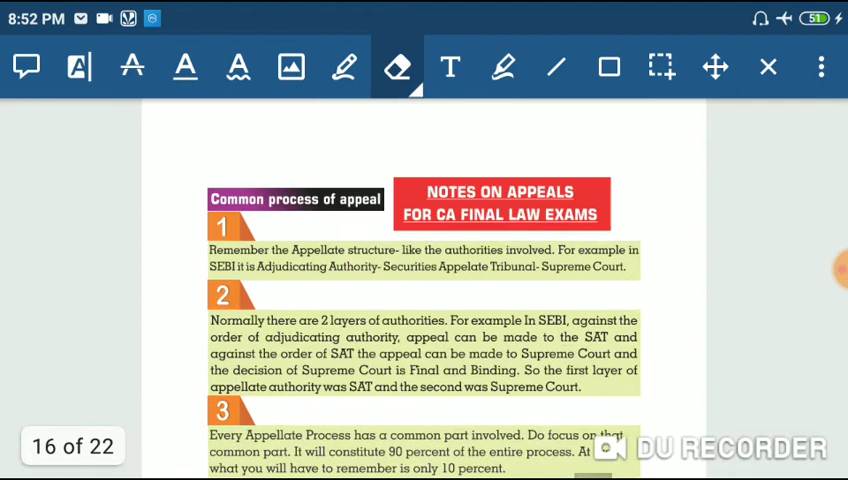 8:52 PM
51
A
A
A
A
T
Common process of appeal
NOTES ON APPEALS
FOR CA FINAL LAW EXAMS
1
Remember the Appellate structure- like the authorities involved. For example in
SEBI it is Adjudicating Authority- Securities Appelate Tribunal- Supreme Court.
2
Normally there are 2 layers of authorities. For example In SEBI, against the
order of adjudicating authority, appeal can be made to the SAT and
against the order of SAT the appeal can be made to Supreme Court and
the decision of Supreme Court is Final and Binding. So the first layer of
appellate authority was SAT and the second was Supreme Court.
3
Every Appellate Process has a common part involved. Do focus on that
common part. It will constitute 90 percent of the entire process. At
what you will have to remember is only 10 percent.
16 of 22
DU RECORDER